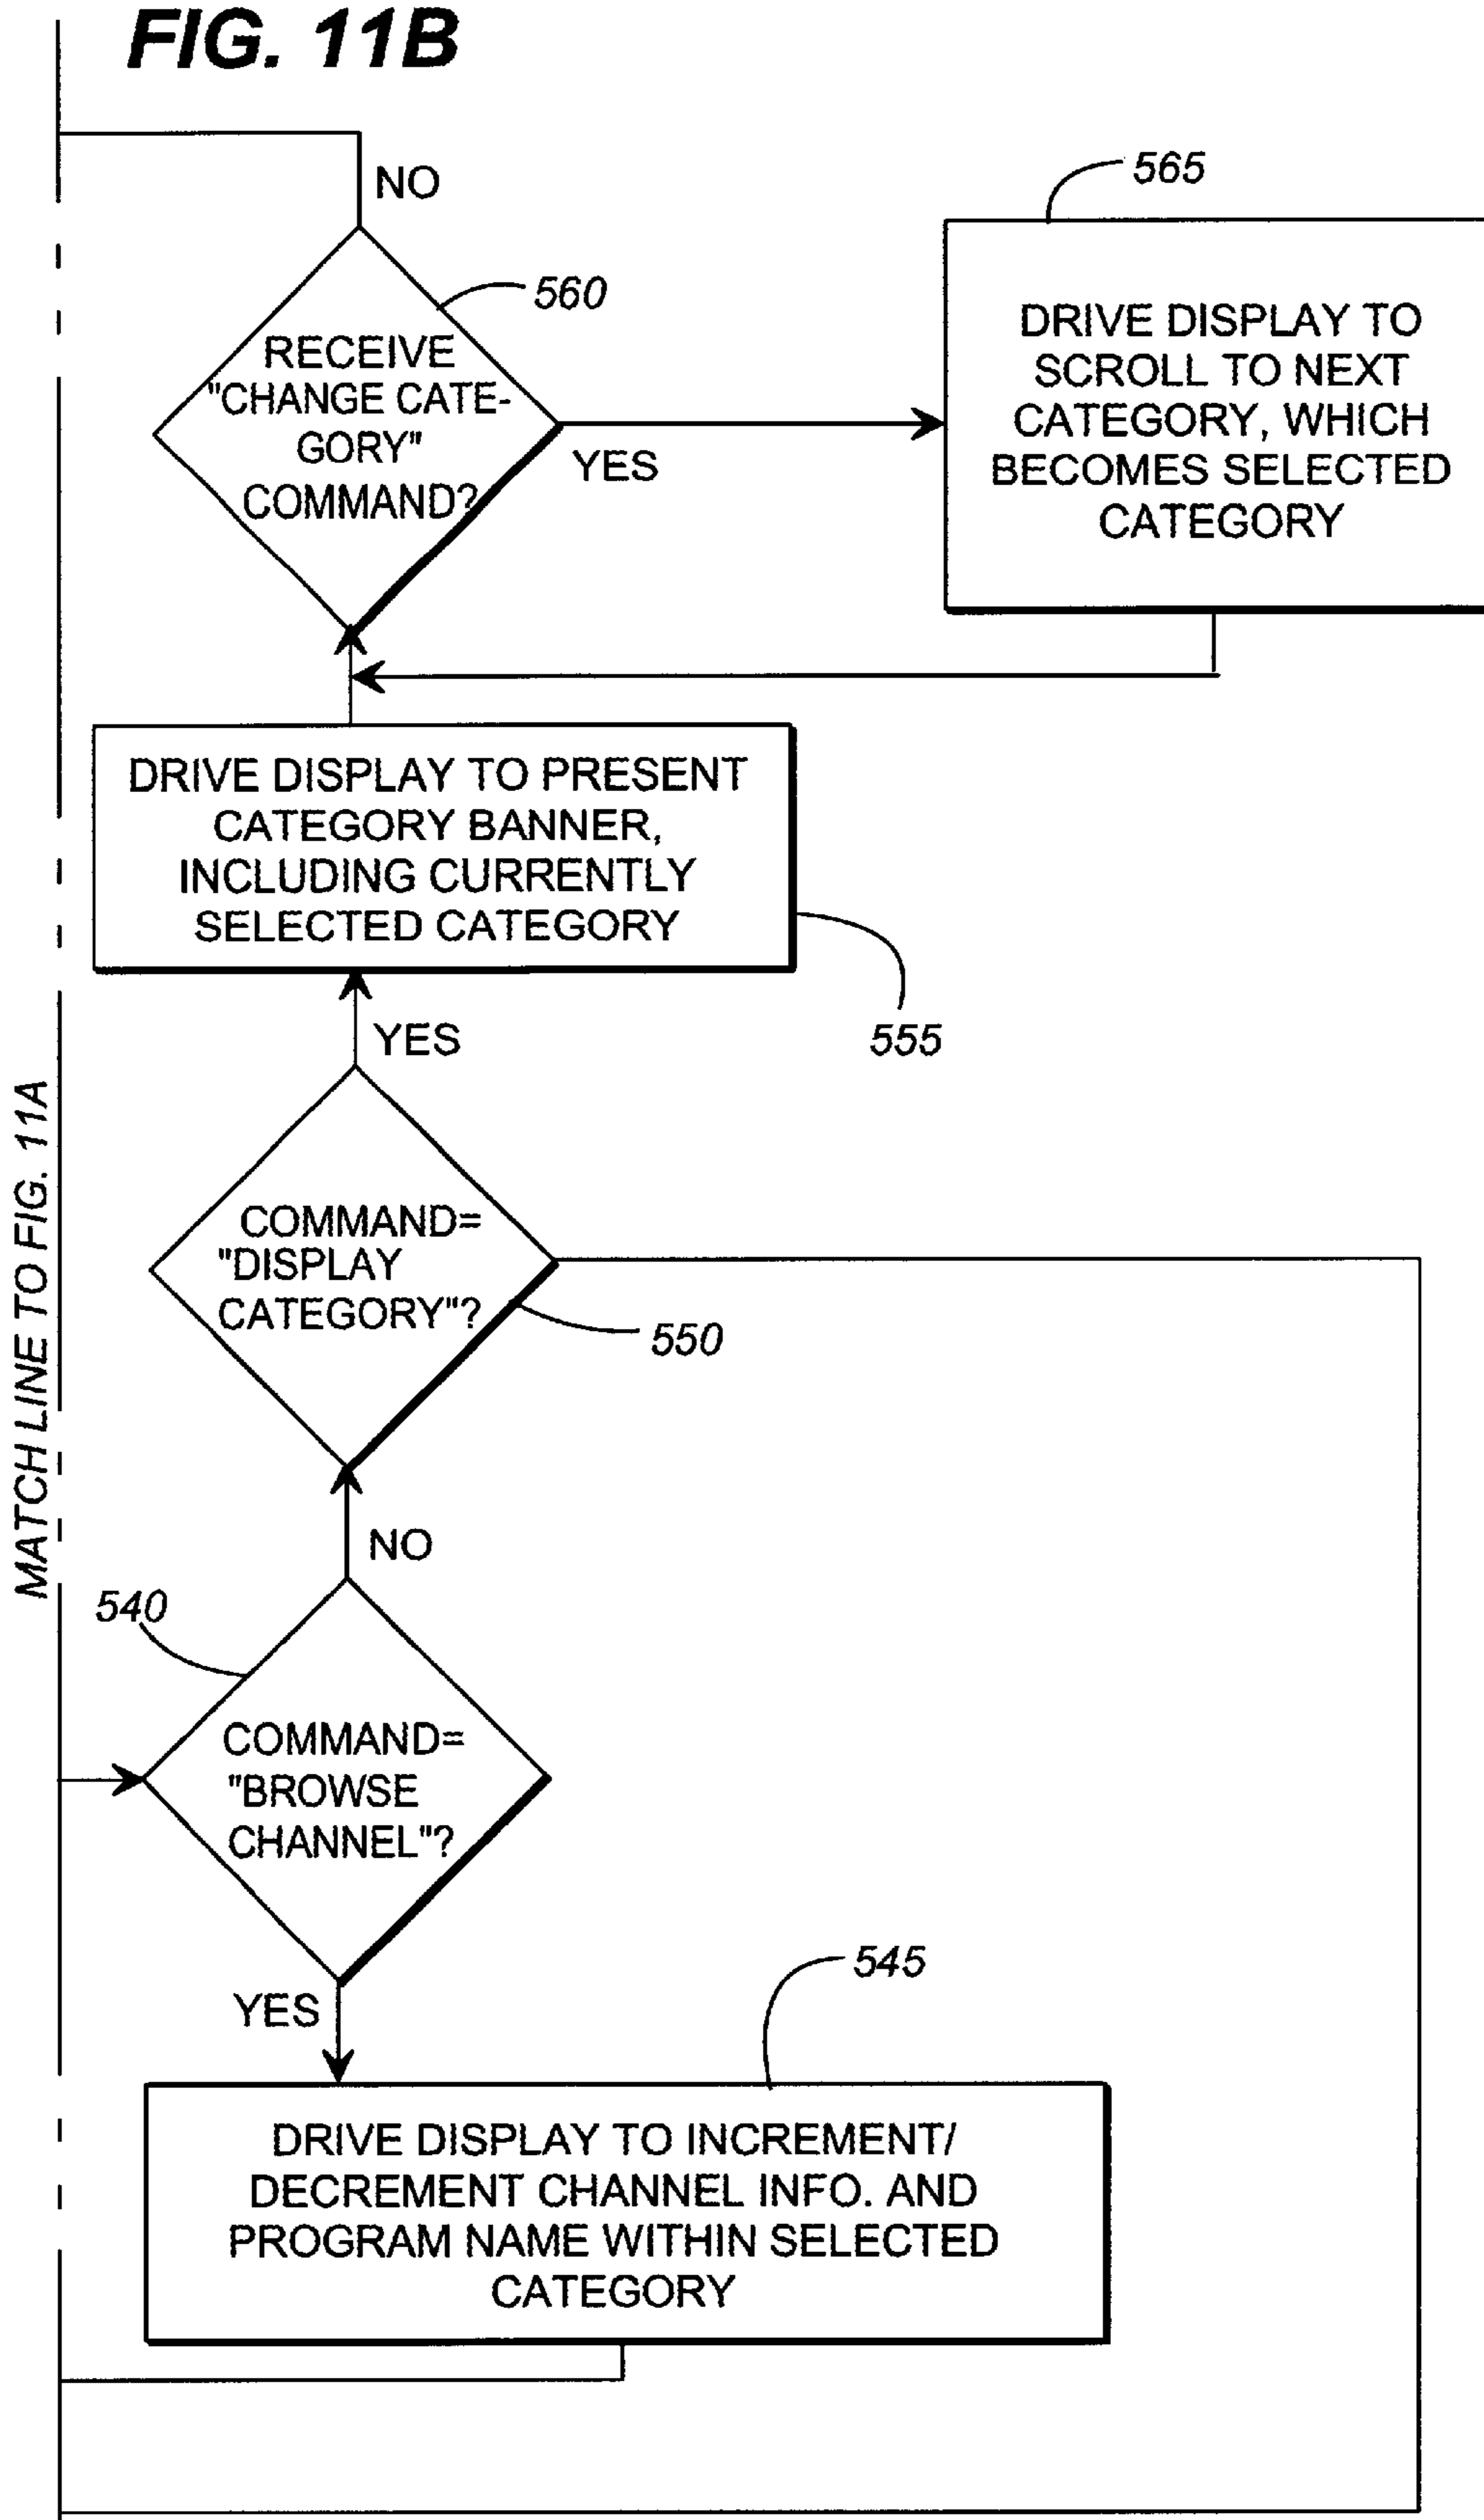 FIG. 11B
NO
565
560
RECEIVE
"CHANGE CATE-
GORY"
COMMAND?
YES
DRIVE DISPLAY TO
SCROLL TO NEXT
CATEGORY, WHICH
BECOMES SELECTED
CATEGORY
DRIVE DISPLAY TO PRESENT
CATEGORY BANNER,
INCLUDING CURRENTLY
SELECTED CATEGORY
555
YES
MATCH LINE TO FIG. 11A
COMMAND=
"DISPLAY
CATEGORY"?
550
NO
540
COMMAND=
"BROWSE
CHANNEL"?
YES
545
DRIVE DISPLAY TO INCREMENT/
DECREMENT CHANNEL INFO. AND
PROGRAM NAME WITHIN SELECTED
CATEGORY